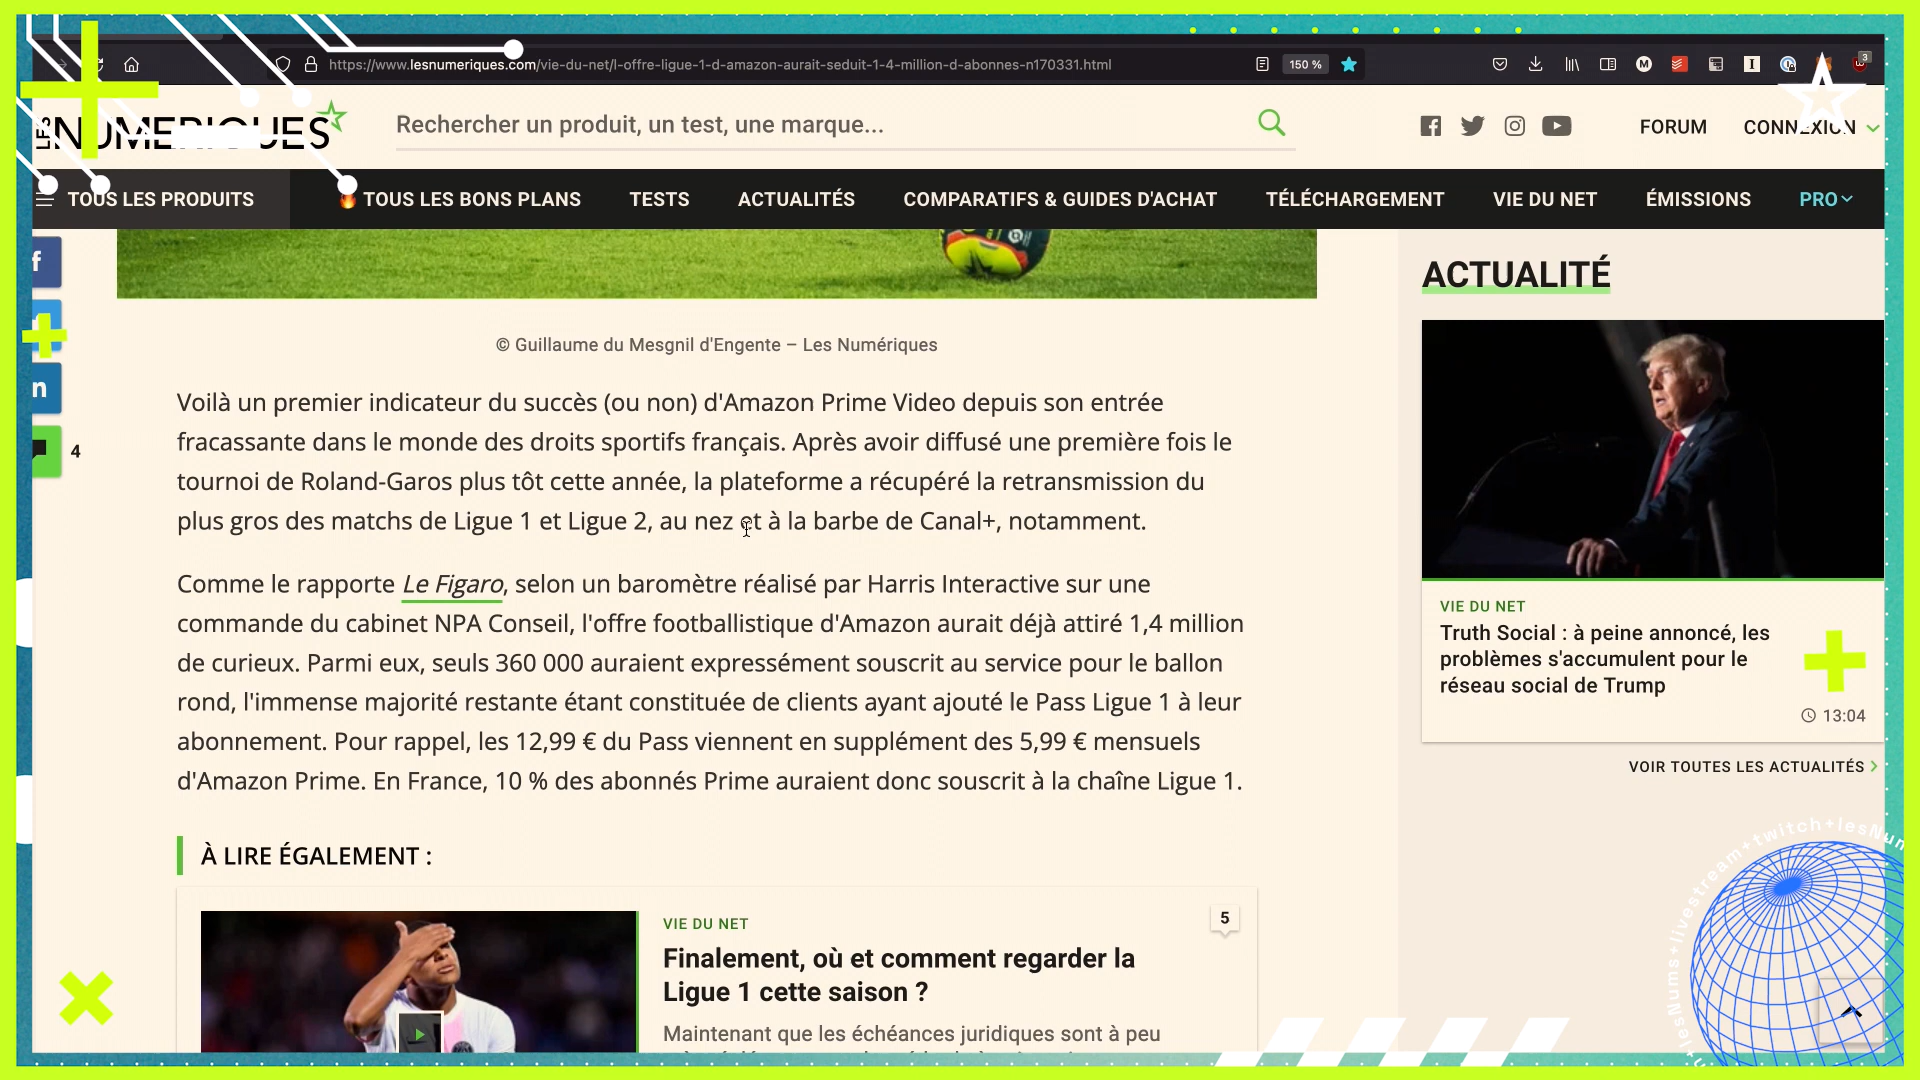 https://www.lesnumeriques.com/vie-du-net/l-offre-ligue-1-d-amazon-aurait-seduit-1-4-million-d-abonnes-n170331.html
150 %
3
LES NUMERIQUES
Rechercher un produit, un test, une marque...
FORUM
CONNEXION
TOUS LES PRODUITS
TOUS LES BONS PLANS
TESTS
ACTUALITÉS
COMPARATIFS & GUIDES D'ACHAT
TÉLÉCHARGEMENT
VIE DU NET
ÉMISSIONS
PRO
4
© Guillaume du Mesgnil d'Engente – Les Numériques
Voilà un premier indicateur du succès (ou non) d'Amazon Prime Video depuis son entrée
fracassante dans le monde des droits sportifs français. Après avoir diffusé une première fois le
tournoi de Roland-Garos plus tôt cette année, la plateforme a récupéré la retransmission du
plus gros des matchs de Ligue 1 et Ligue 2, au nez et à la barbe de Canal+, notamment.
Comme le rapporte Le Figaro, selon un baromètre réalisé par Harris Interactive sur une
commande du cabinet NPA Conseil, l'offre footballistique d'Amazon aurait déjà attiré 1,4 million
de curieux. Parmi eux, seuls 360 000 auraient expressément souscrit au service pour le ballon
rond, l'immense majorité restante étant constituée de clients ayant ajouté le Pass Ligue 1 à leur
abonnement. Pour rappel, les 12,99 € du Pass viennent en supplément des 5,99 € mensuels
d'Amazon Prime. En France, 10 % des abonnés Prime auraient donc souscrit à la chaîne Ligue 1.
À LIRE ÉGALEMENT :
VIE DU NET
5
Finalement, où et comment regarder la
Ligue 1 cette saison ?
Maintenant que les échéances juridiques sont à peu
ACTUALITÉ
VIE DU NET
Truth Social : à peine annoncé, les
problèmes s'accumulent pour le
réseau social de Trump
13:04
VOIR TOUTES LES ACTUALITÉS
lesNums+livestream+twitch+lesNum